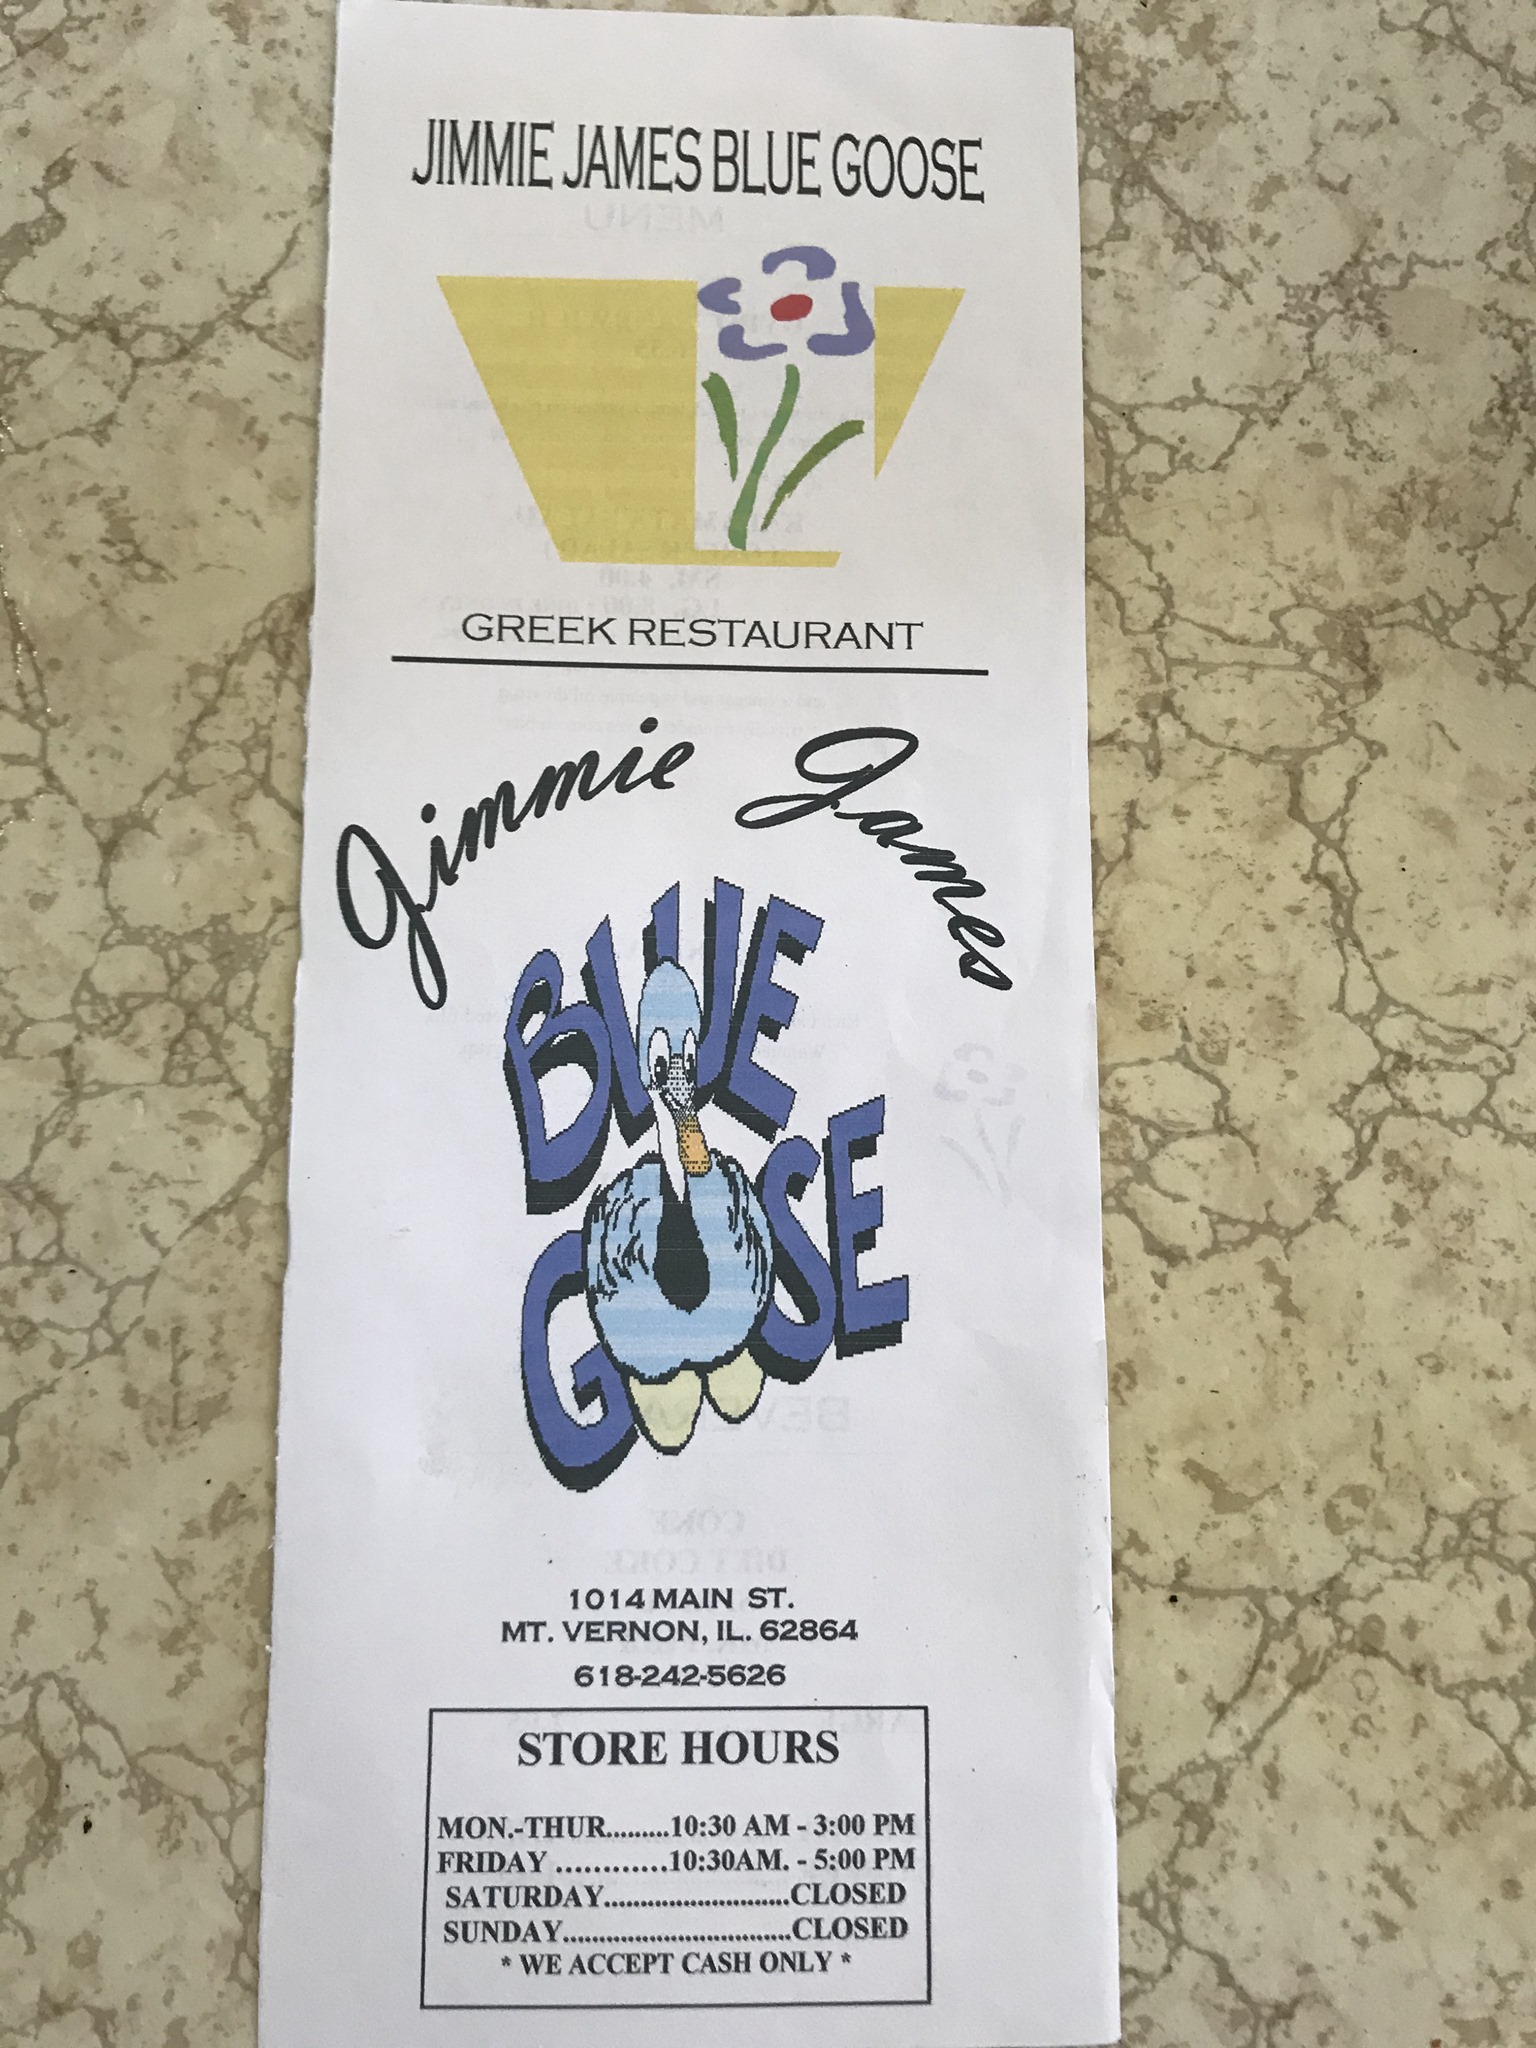 JIMMIE JAMES BLUE GOOSE
GREEK RESTAURANT
Jimmie James
BLUE
GOOSE
1014 MAIN ST.
MT. VERNON, IL. 62864
618-242-5626
STORE HOURS
MON.-THUR.........10:30 AM - 3:00 PM
FRIDAY ............10:30AM. - 5:00 PM
SATURDAY...........................CLOSED
SUNDAY.................................CLOSED
* WE ACCEPT CASH ONLY *